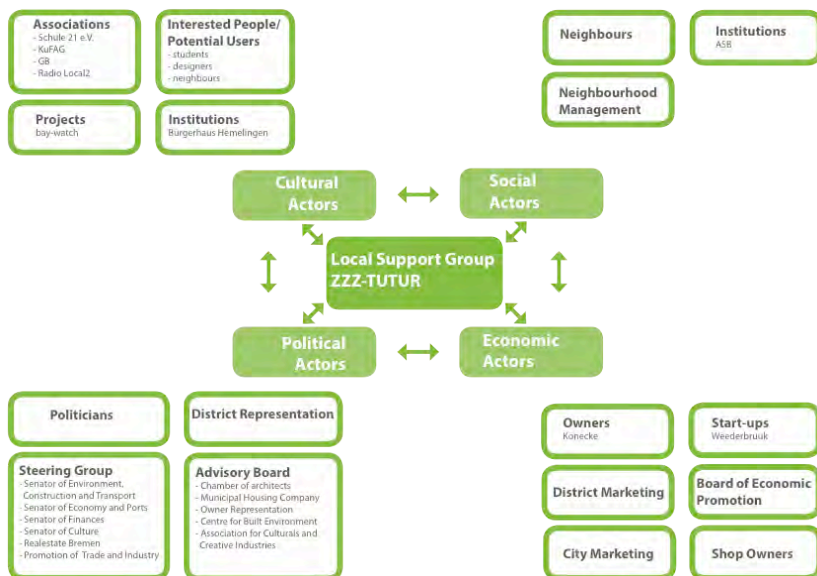 Associations
- Schule 21 e.V.
- KuFAG
- GB
- Radio Local2
Interested People/
Potential Users
- students
- designers
- neighbours
Projects
bay-watch
Institutions
Burgerhaus Hemelingen
Neighbours
Institutions
ASB
Neighbourhood
Management
Cultural
Actors
Social
Actors
Local Support Group
ZZZ-TUTUR
Political
Actors
Economic
Actors
Politicians
District Representation
Steering Group
- Senator of Environment,
Construction and Transport
- Senator of Economy and Ports
- Senator of Finances
- Senator of Culture
- Realestate Bremen
- Promotion of Trade and Industry
Advisory Board
- Chamber of architects
- Municipal Housing Company
- Owner Representation
- Centre for Built Environment
- Association for Culturals and
Creative Industries
Owners
Konecke
Start-ups
Weederbruuk
District Marketing
Board of Economic
Promotion
City Marketing
Shop Owners